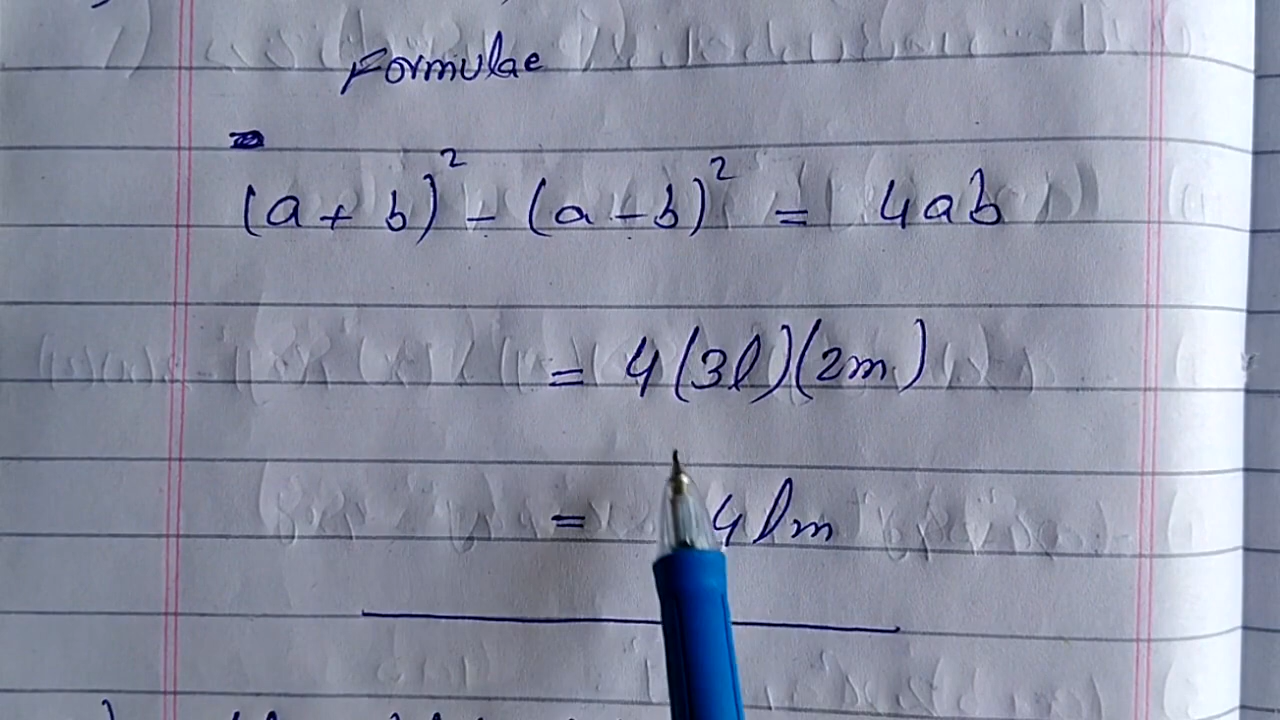 Formulae
(a + b)² - (a - b)² = 4ab
= 4(3l)(2m)
= 4lm